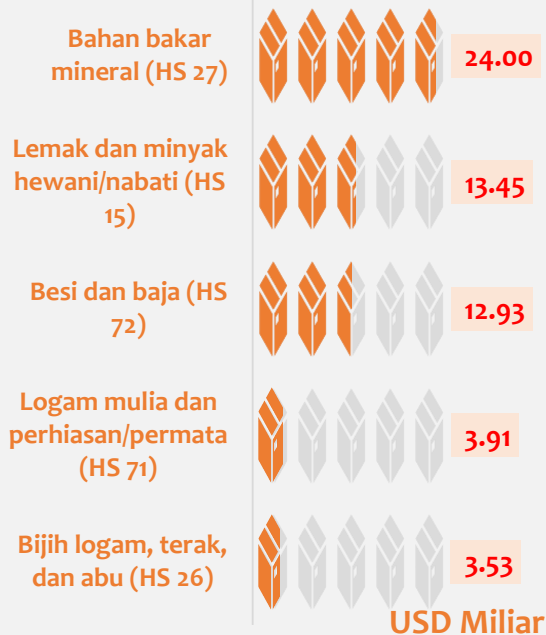 Bahan bakar
mineral (HS 27)
24.00
Lemak dan minyak
hewani/nabati (HS
15)
13.45
Besi dan baja (HS
72)
12.93
Logam mulia dan
perhiasan/permata
(HS 71)
3.91
Bijih logam, terak,
dan abu (HS 26)
3.53
USD Miliar